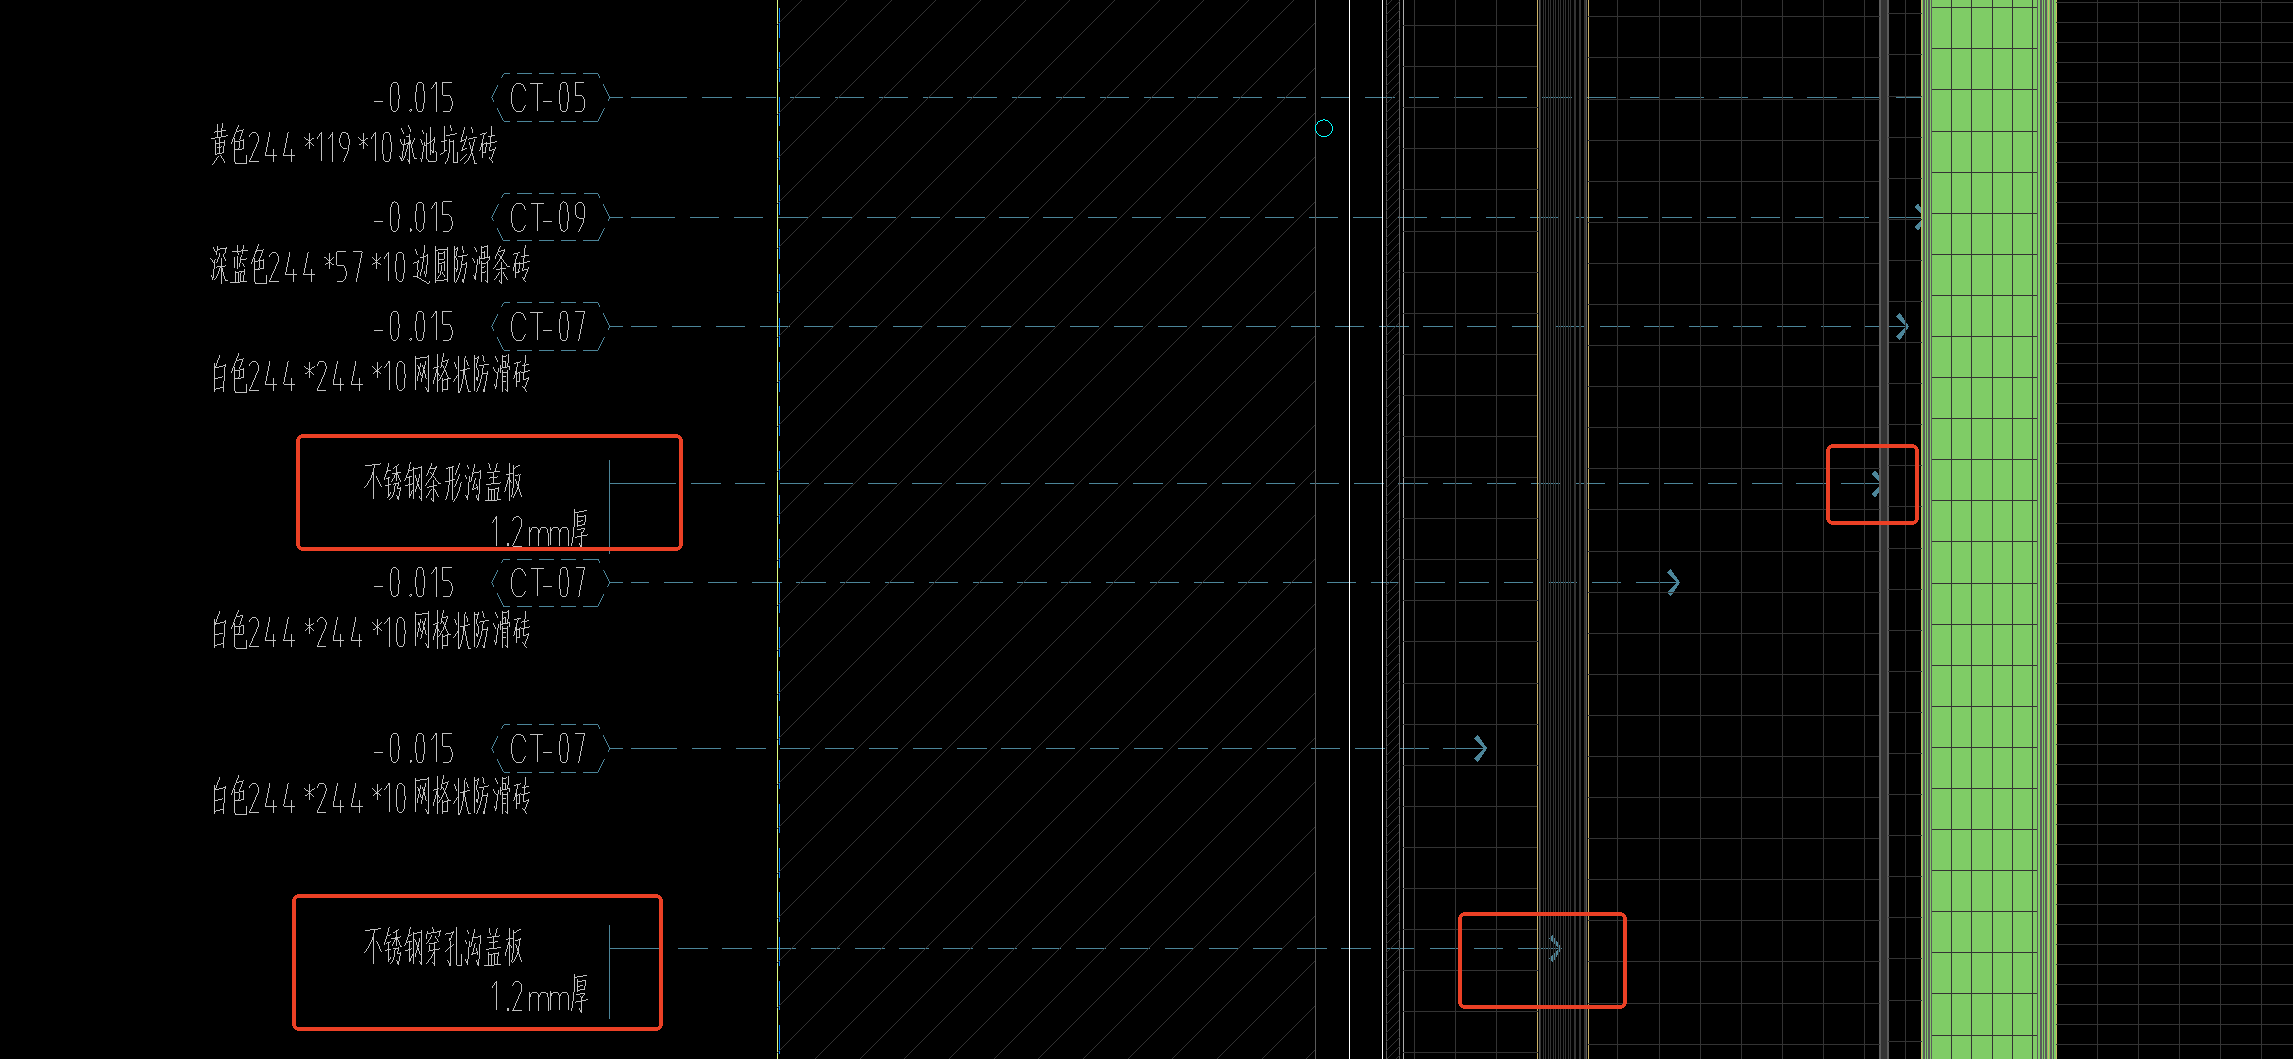 -0.015 CT-05
黄色244*119*10泳池坑纹砖
-0.015 CT-09
深蓝色244*57*10边圆防滑条砖
-0.015 CT-07
白色244*244*10网格状防滑砖
不锈钢条形沟盖板
1.2mm厚
-0.015 CT-07
白色244*244*10网格状防滑砖
-0.015 CT-07
白色244*244*10网格状防滑砖
不锈钢穿孔沟盖板
1.2mm厚